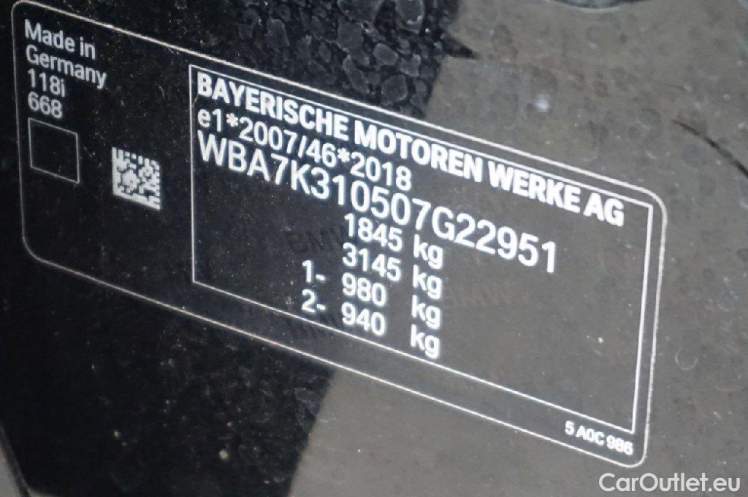 Made in
Germany
118i
668
BAYERISCHE MOTOREN WERKE AG
e1*2007/46*2018
WBA7K310507G22951
1845 kg
3145 kg
1- 980 kg
2- 940 kg
5 A0C 986
CarOutlet.eu